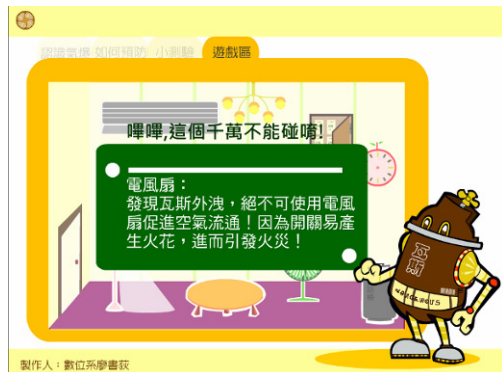 認識氣爆 如何預防 小測驗 遊戲區
嗶嗶,這個千萬不能碰唷!
電風扇：
發現瓦斯外洩，絕不可使用電風
扇促進空氣流通！因為開關易產
生火花，進而引發火災！
瓦斯
DANGEROUS
製作人：數位系廖書荻